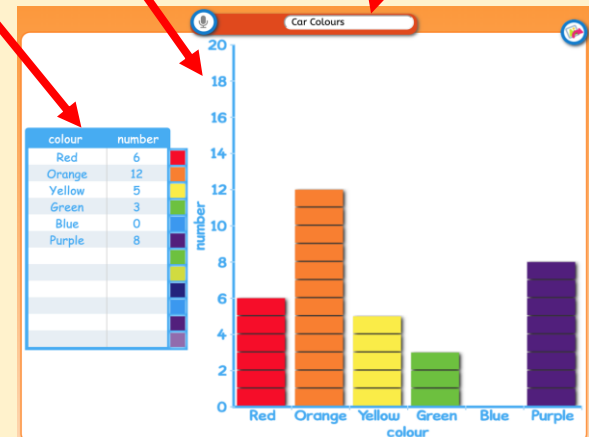 Car Colours
colour number
Red 6
Orange 12
Yellow 5
Green 3
Blue 0
Purple 8
number
20
18
16
14
12
10
8
6
4
2
0
Red Orange Yellow Green Blue Purple
colour